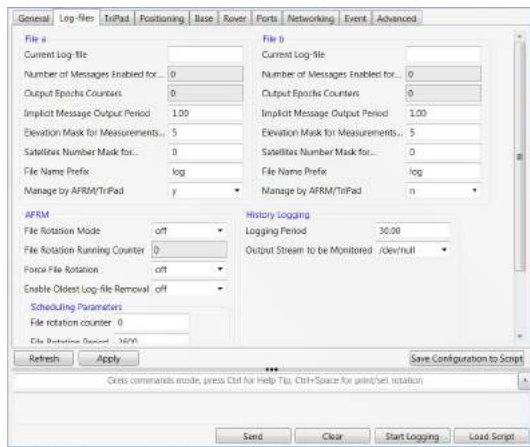 General Log-files TriPad Positioning Base Rover Ports Networking Event Advanced
File a
Current Log-file
Number of Messages Enabled for... 0
Output Epochs Counters 0
Implicit Message Output Period 1.00
Elevation Mask for Measurements... 5
Satellites Number Mask for... 0
File Name Prefix log
Manage by AFRM/TriPad y
File b
Current Log-file
Number of Messages Enabled for... 0
Output Epochs Counters 0
Implicit Message Output Period 1.00
Elevation Mask for Measurements... 5
Satellites Number Mask for... 0
File Name Prefix log
Manage by AFRM/TriPad n
AFRM
File Rotation Mode off
File Rotation Running Counter 0
Force File Rotation off
Enable Oldest Log-file Removal off
Scheduling Parameters
File rotation counter 0
File Rotation Period 3600
History Logging
Logging Period 30.00
Output Stream to be Monitored /dev/null
Refresh Apply Save Configuration to Script
Greis commands mode, press Ctrl for Help Tip, Ctrl+Space for print/set rotation
Send Clear Start Logging Load Script